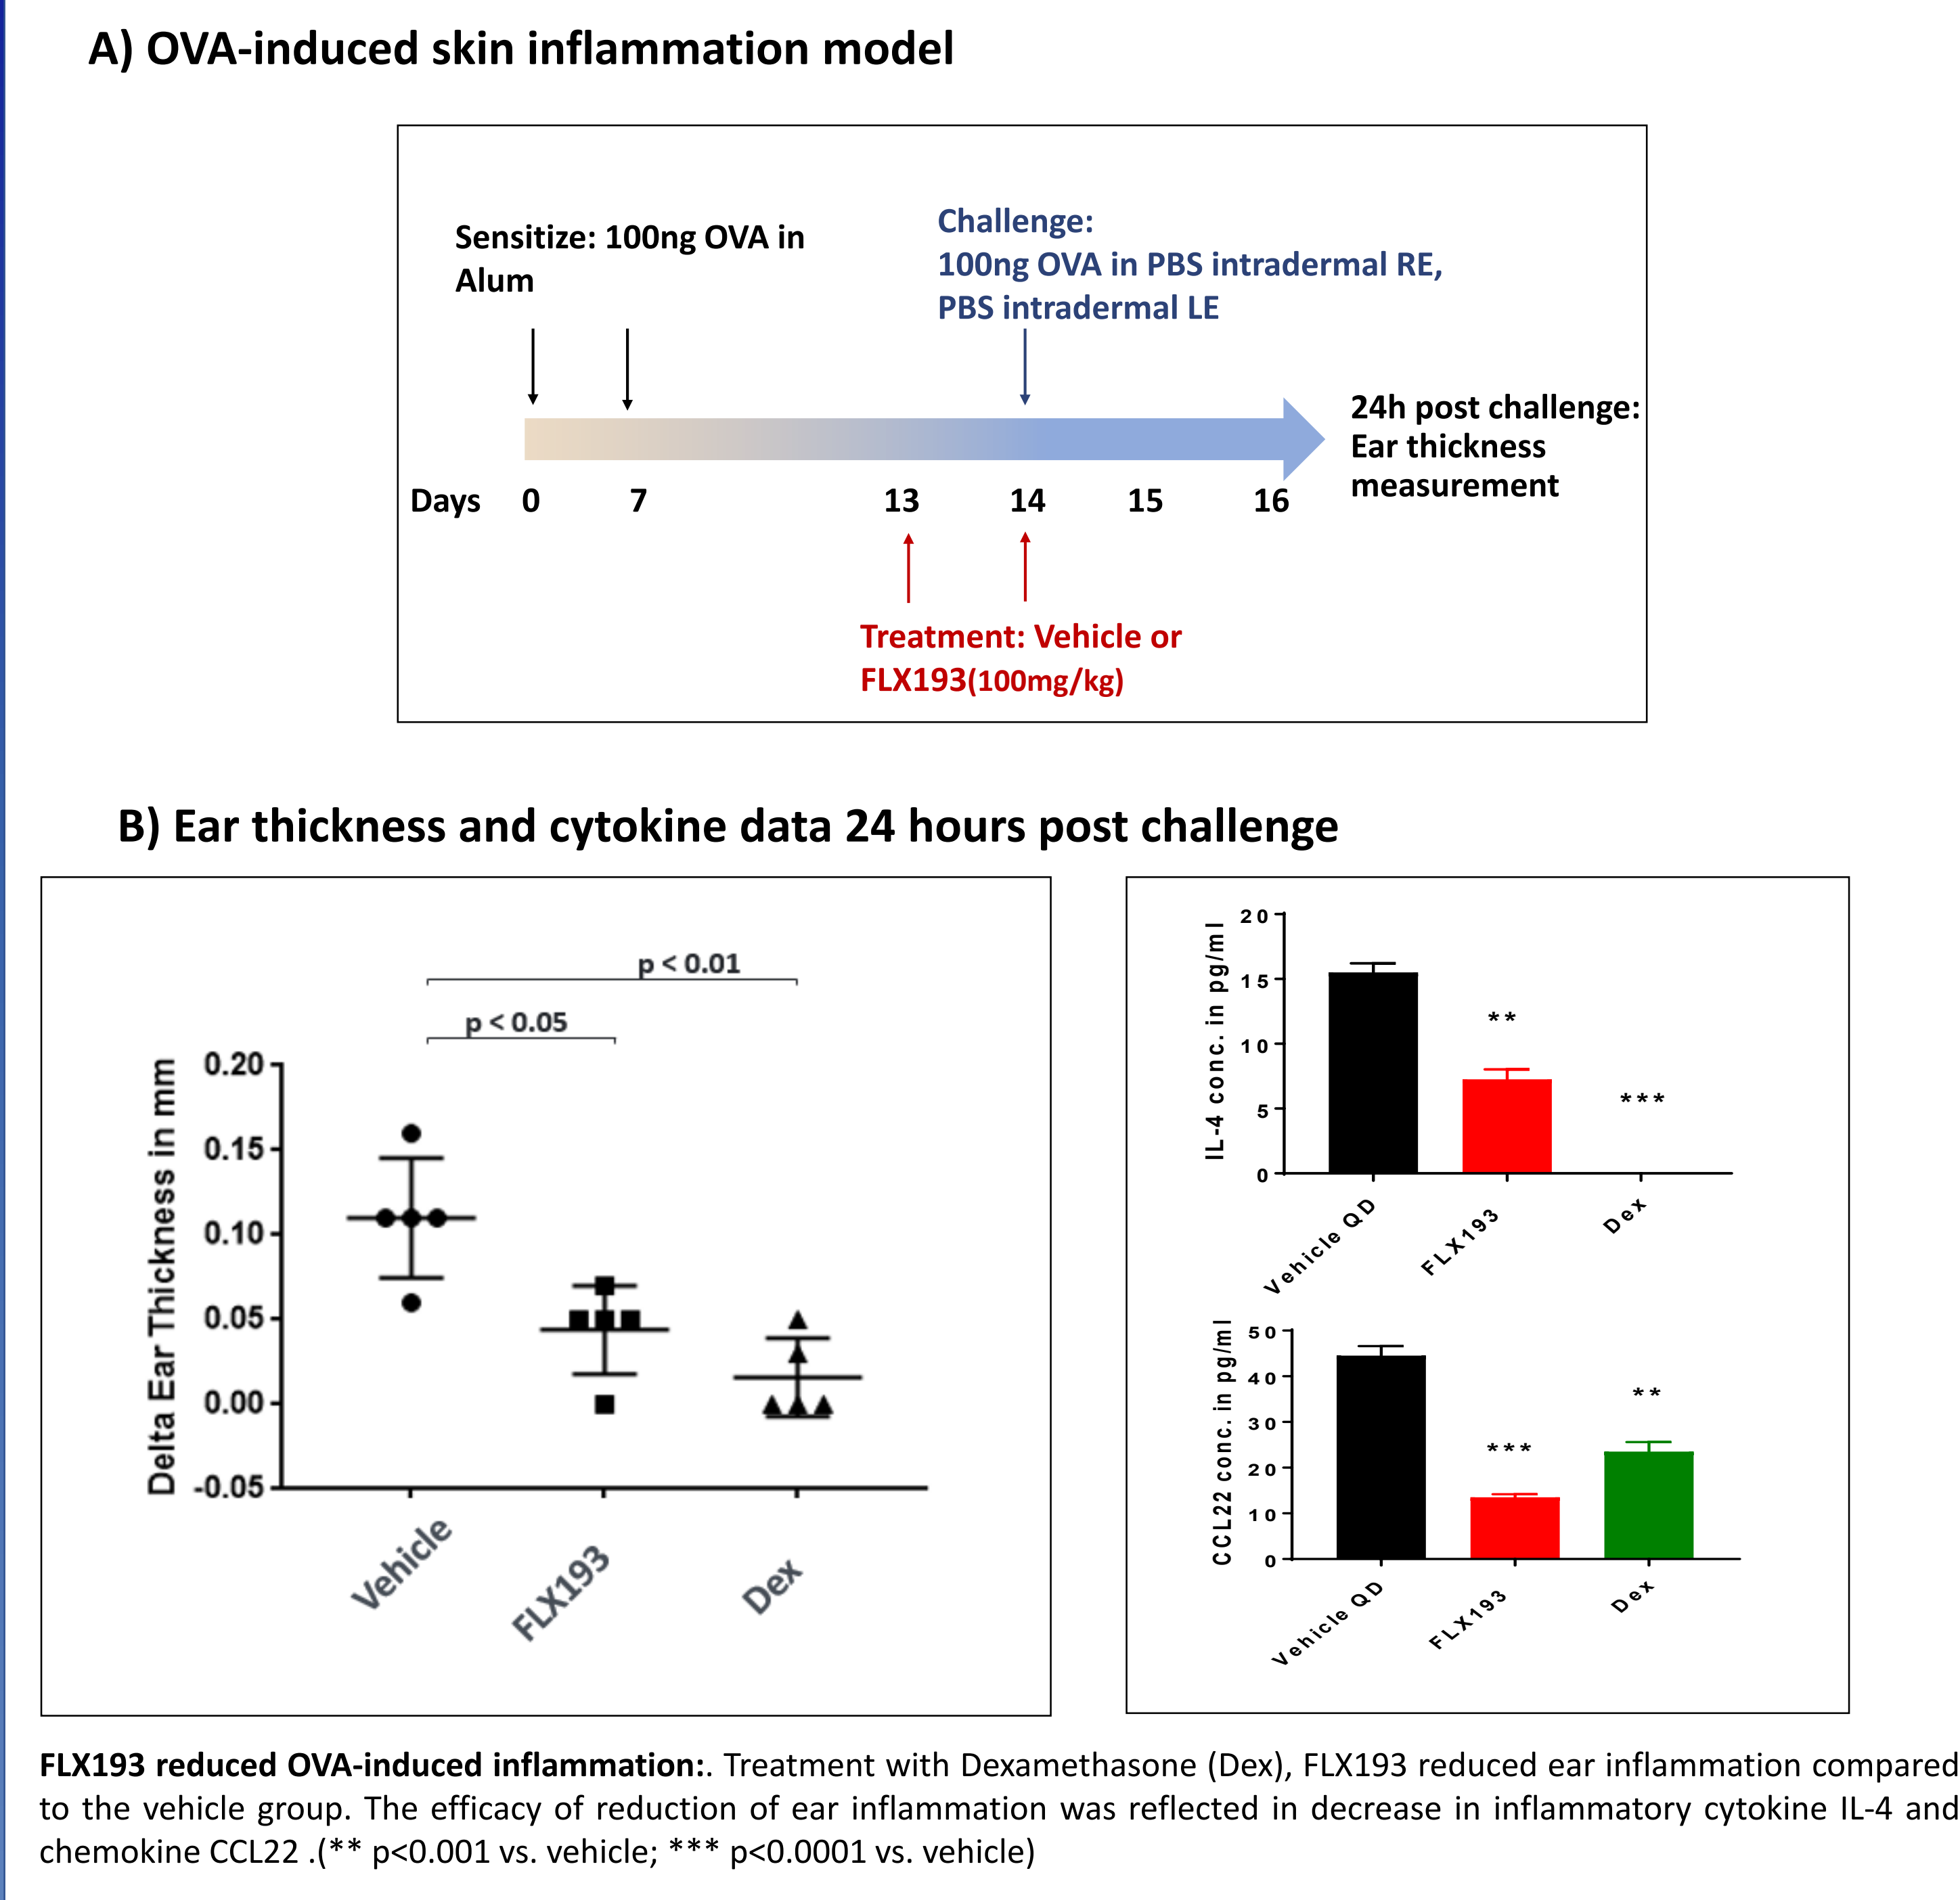 A) OVA-induced skin inflammation model
Sensitize: 100ng OVA in
Alum
Challenge:
100ng OVA in PBS intradermal RE,
PBS intradermal LE
24h post challenge:
Ear thickness
measurement
Days 0 7 13 14 15 16
Treatment: Vehicle or
FLX193(100mg/kg)
B) Ear thickness and cytokine data 24 hours post challenge
p < 0.01
p < 0.05
Delta Ear Thickness in mm
0.20
0.15
0.10
0.05
0.00
-0.05
Vehicle
FLX193
Dex
IL-4 conc. in pg/ml
20
15
10
5
0
**
***
Vehicle QD
FLX193
Dex
CCL22 conc. in pg/ml
50
40
30
20
10
0
***
**
Vehicle QD
FLX193
Dex
FLX193 reduced OVA-induced inflammation:. Treatment with Dexamethasone (Dex), FLX193 reduced ear inflammation compared
to the vehicle group. The efficacy of reduction of ear inflammation was reflected in decrease in inflammatory cytokine IL-4 and
chemokine CCL22 .(** p<0.001 vs. vehicle; *** p<0.0001 vs. vehicle)